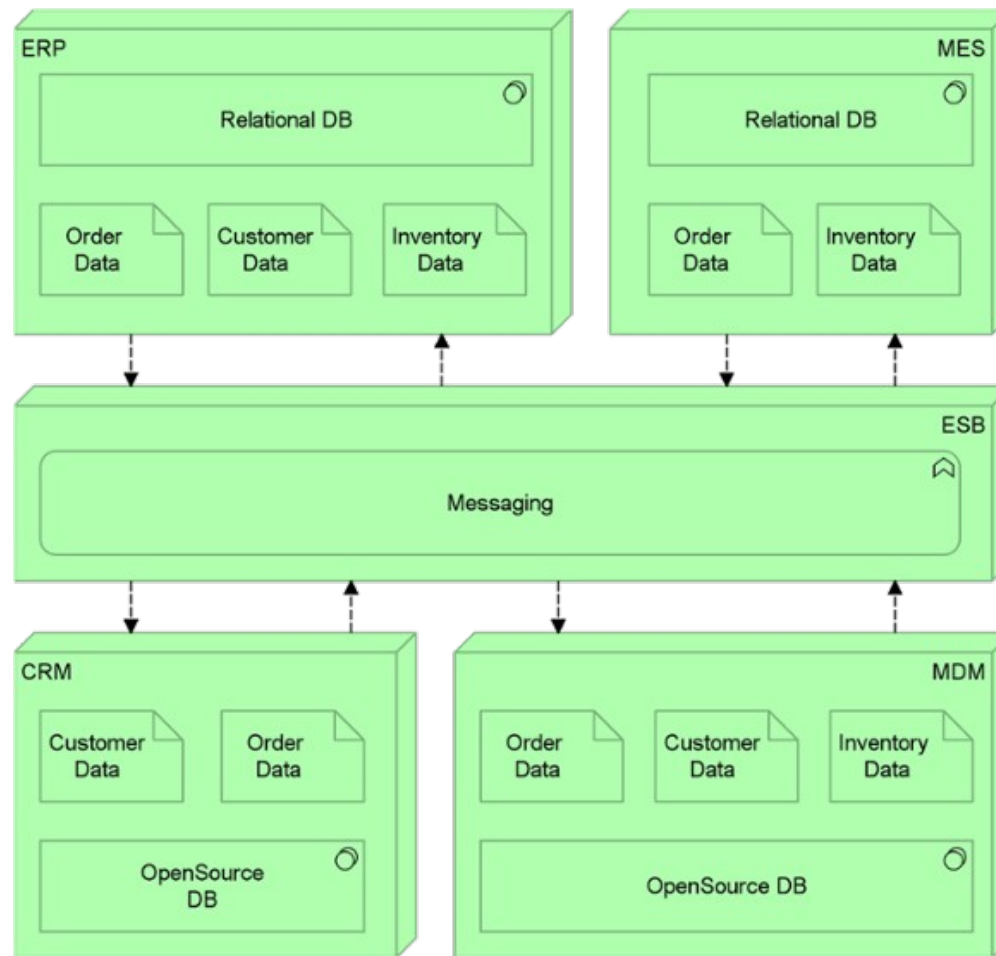 ERP
Relational DB
Order
Data
Customer
Data
Inventory
Data
MES
Relational DB
Order
Data
Inventory
Data
ESB
Messaging
CRM
Customer
Data
Order
Data
OpenSource
DB
MDM
Order
Data
Customer
Data
Inventory
Data
OpenSource DB